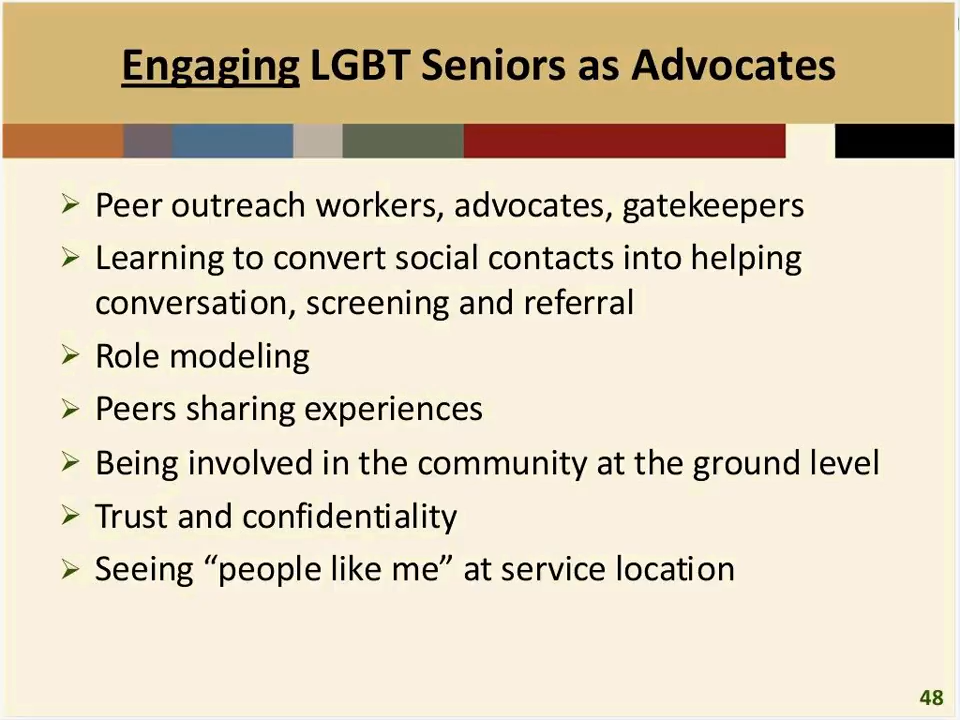 Engaging LGBT Seniors as Advocates
Peer outreach workers, advocates, gatekeepers
Learning to convert social contacts into helping
conversation, screening and referral
Role modeling
Peers sharing experiences
Being involved in the community at the ground level
Trust and confidentiality
Seeing “people like me” at service location
48